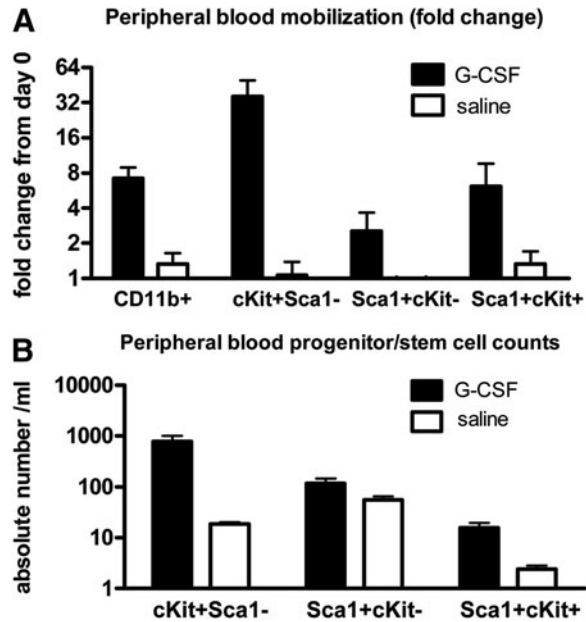 A
Peripheral blood mobilization (fold change)
fold change from day 0
64
32
16
8
4
2
1
G-CSF
saline
CD11b+
cKit+Sca1-
Sca1+cKit-
Sca1+cKit+
B
Peripheral blood progenitor/stem cell counts
absolute number /ml
10000
1000
100
10
1
G-CSF
saline
cKit+Sca1-
Sca1+cKit-
Sca1+cKit+